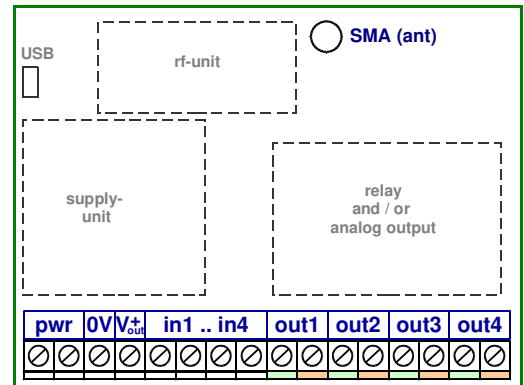 SMA (ant)
USB
rf-unit
supply-
unit
relay
and / or
analog output
pwr 0V V+out in1 .. in4 out1 out2 out3 out4